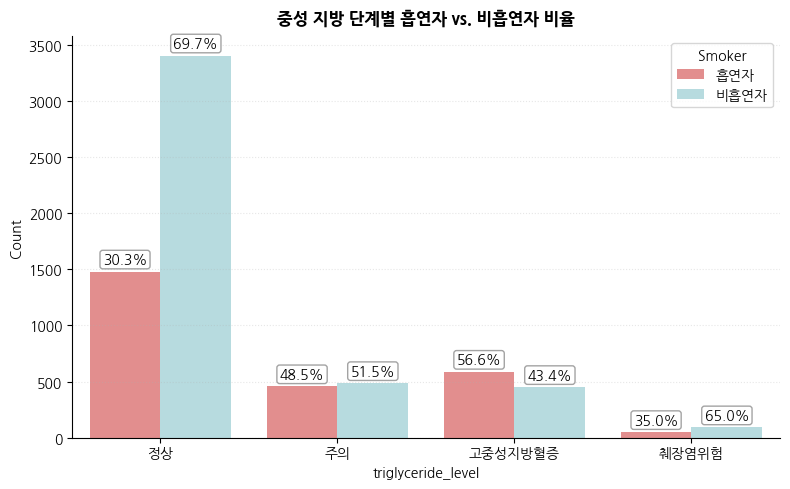 중성 지방 단계별 흡연자 vs. 비흡연자 비율
Smoker
흡연자
비흡연자
Count
3500
3000
2500
2000
1500
1000
500
0
30.3%
69.7%
48.5%
51.5%
56.6%
43.4%
35.0%
65.0%
정상
주의
고중성지방혈증
췌장염위험
triglyceride_level